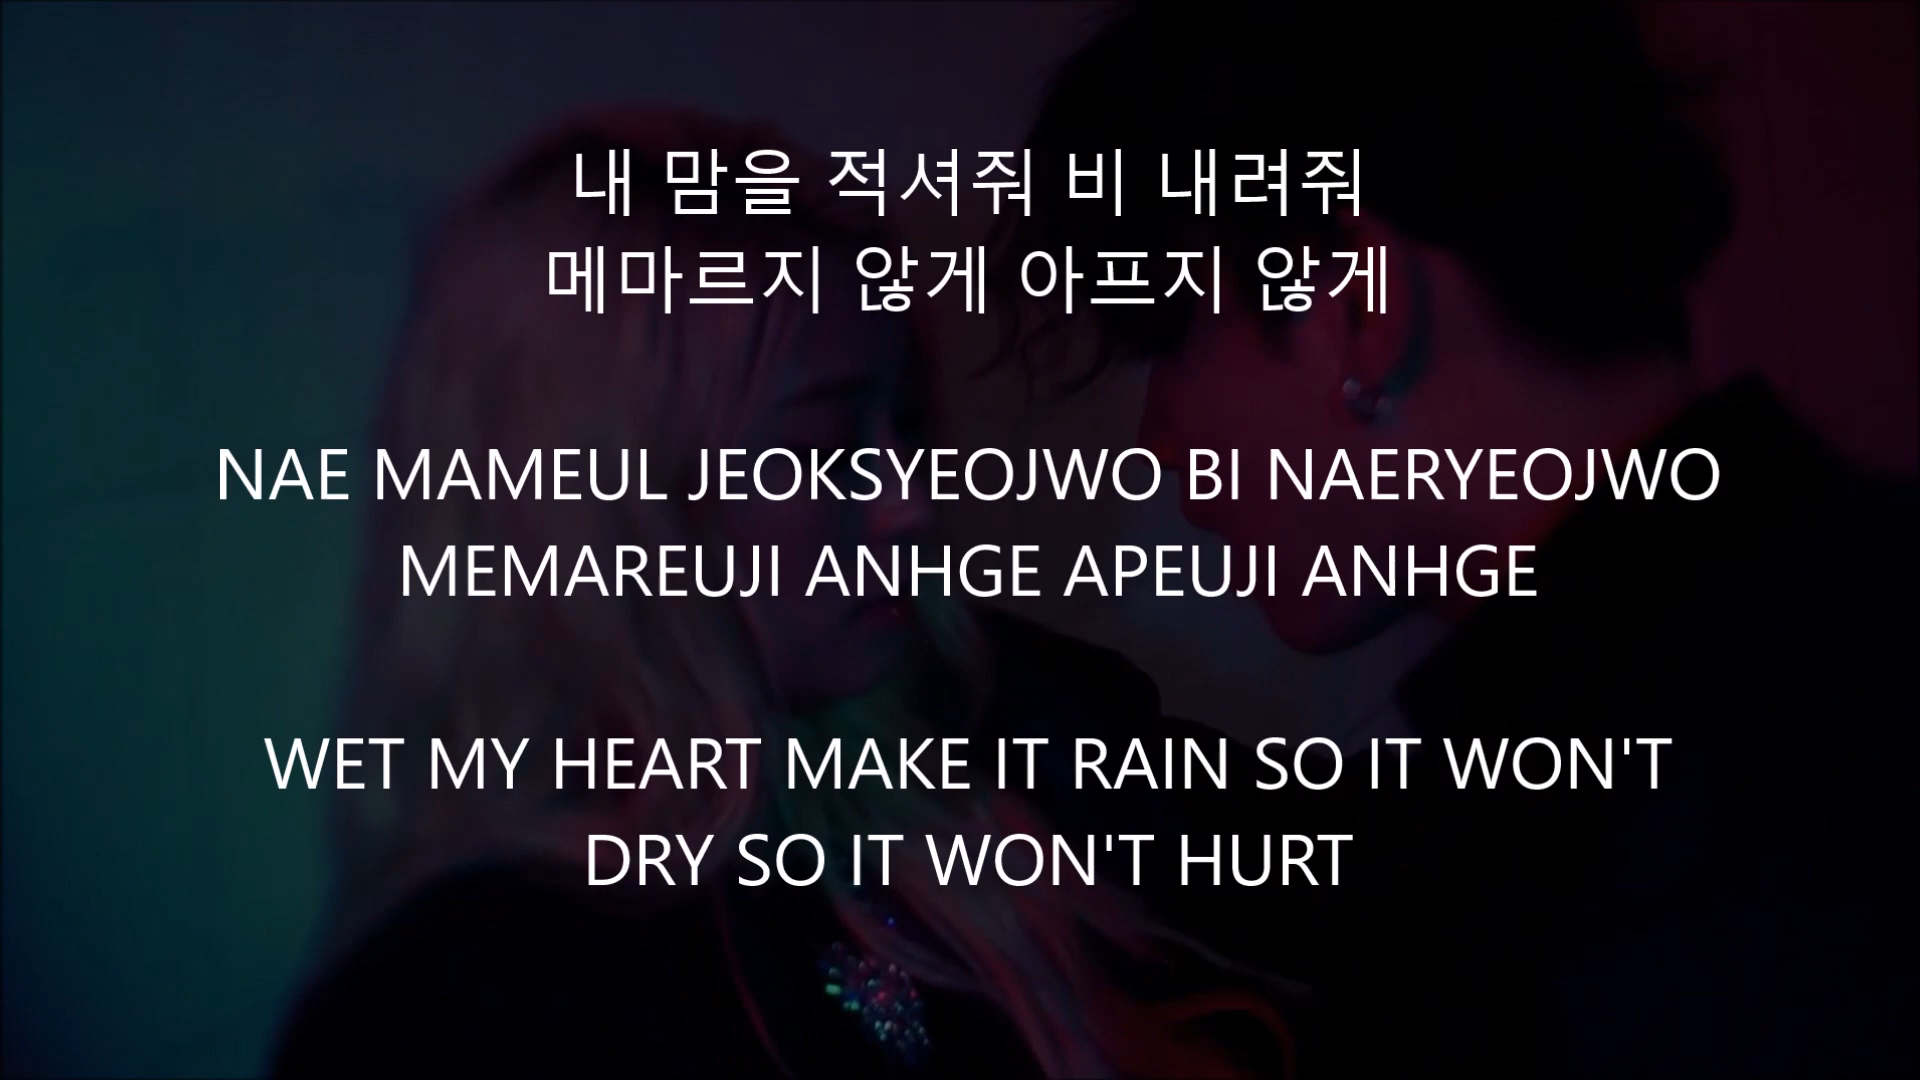 내 맘을 적셔줘 비 내려줘
메마르지 않게 아프지 않게
NAE MAMEUL JEOKSYEOJWO BI NAERYEOJWO
MEMAREUJI ANHGE APEUJI ANHGE
WET MY HEART MAKE IT RAIN SO IT WON'T
DRY SO IT WON'T HURT